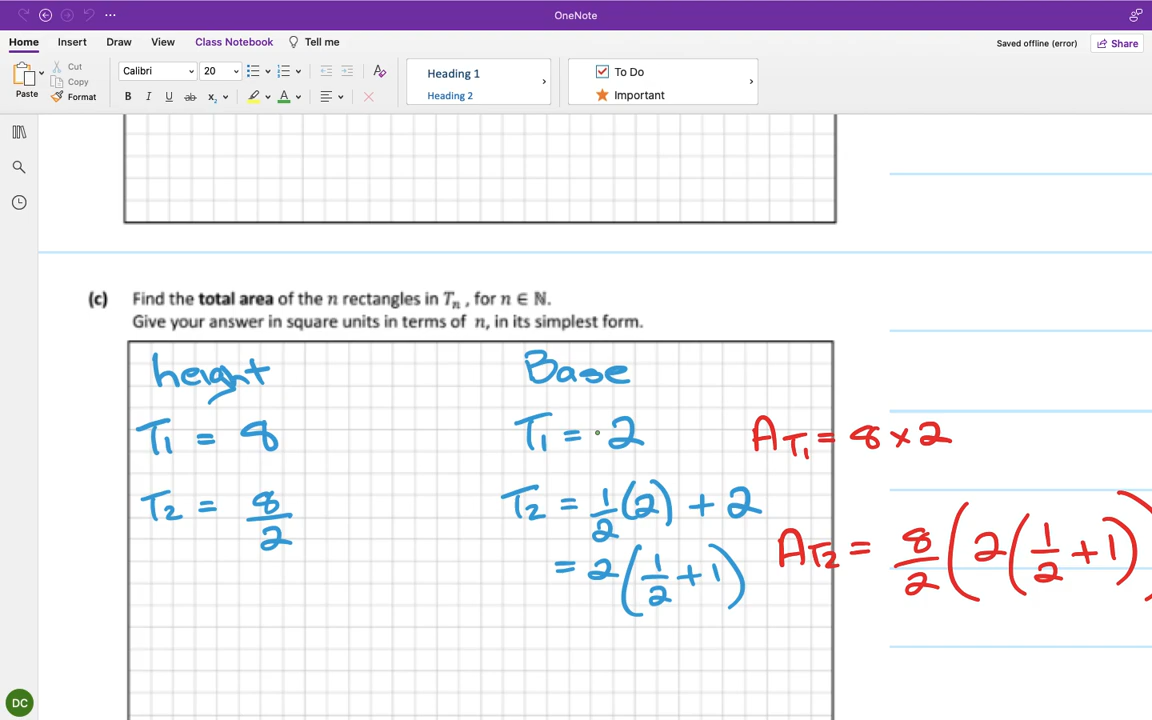 OneNote
Home Insert Draw View Class Notebook Tell me Saved offline (error) Share
Paste Cut Copy Format Calibri 20 Heading 1 Heading 2 To Do Important
B I U ab x₂ A
(c) Find the total area of the n rectangles in Tₙ , for n ∈ ℕ.
Give your answer in square units in terms of n, in its simplest form.
height Base
T₁ = 8 T₁ = 2 A_T₁ = 8 × 2
T₂ = 8/2 T₂ = 1/2 (2) + 2
= 2(1/2 + 1) A_T₂ = 8/2 (2(1/2 + 1))
DC